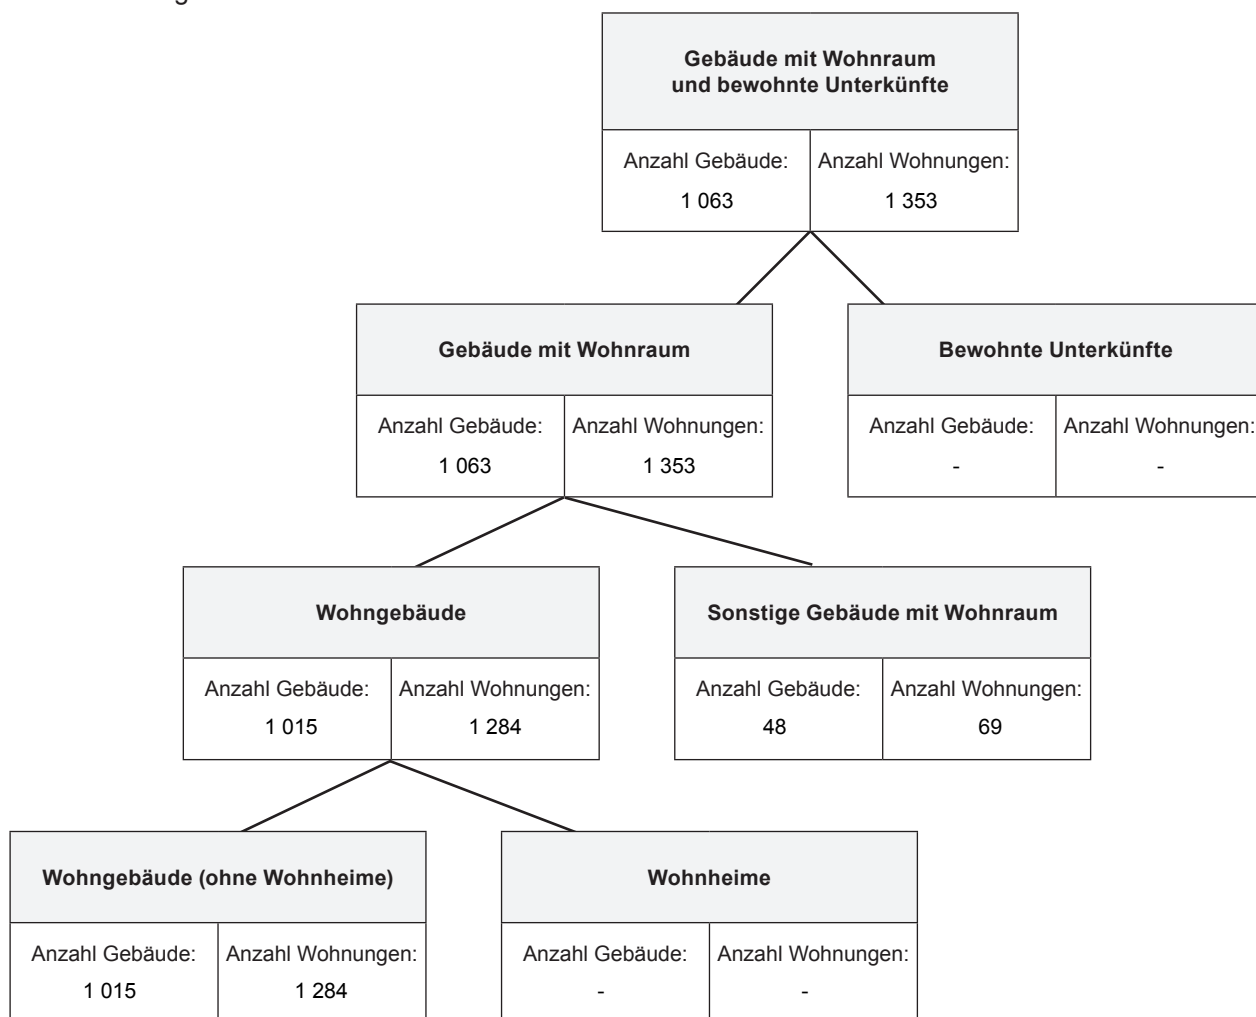 Gebäude mit Wohnraum
und bewohnte Unterkünfte
Anzahl Gebäude: Anzahl Wohnungen:
1 063 1 353
Gebäude mit Wohnraum
Anzahl Gebäude: Anzahl Wohnungen:
1 063 1 353
Bewohnte Unterkünfte
Anzahl Gebäude: Anzahl Wohnungen:
- -
Wohngebäude
Anzahl Gebäude: Anzahl Wohnungen:
1 015 1 284
Sonstige Gebäude mit Wohnraum
Anzahl Gebäude: Anzahl Wohnungen:
48 69
Wohngebäude (ohne Wohnheime)
Anzahl Gebäude: Anzahl Wohnungen:
1 015 1 284
Wohnheime
Anzahl Gebäude: Anzahl Wohnungen:
- -